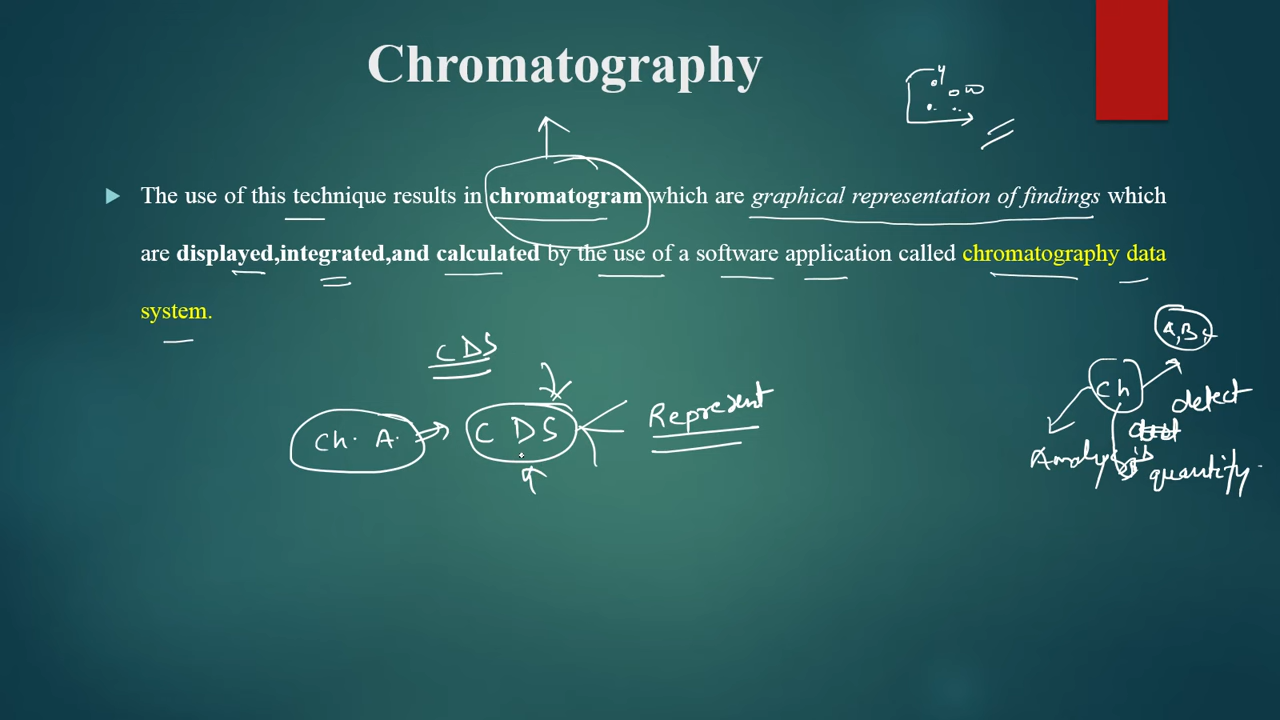 Chromatography
The use of this technique results in chromatogram which are graphical representation of findings which
are displayed,integrated,and calculated by the use of a software application called chromatography data
system.
CDS
Ch. A.
CDS
Represent
A, B,
Ch
detect
Analysis
quantify